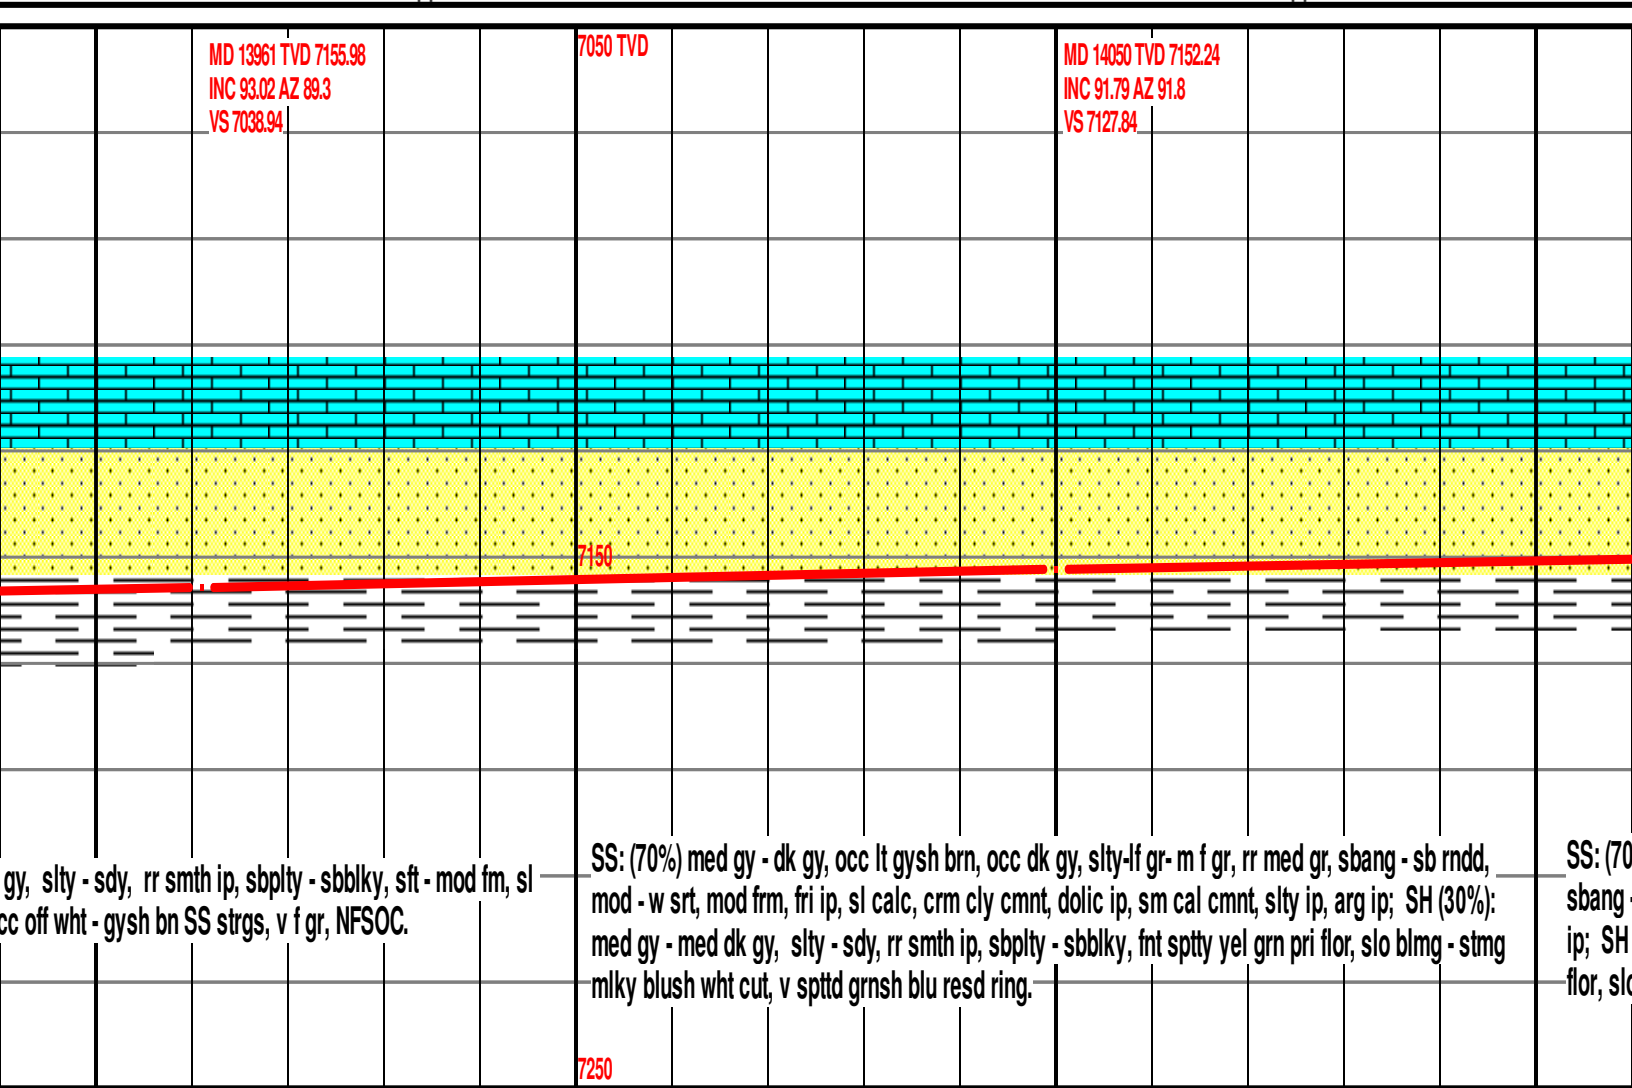 MD 13961 TVD 7155.98
INC 93.02 AZ 89.3
VS 7038.94
7050 TVD
MD 14050 TVD 7152.24
INC 91.79 AZ 91.8
VS 7127.84
7150
gy, slty - sdy, rr smth ip, sbplty - sbblky, sft - mod fm, sl
cc off wht - gysh bn SS strgs, v f gr, NFSOC.
SS: (70%) med gy - dk gy, occ lt gysh brn, occ dk gy, slty-lf gr- m f gr, rr med gr, sbang - sb rndd,
mod - w srt, mod frm, fri ip, sl calc, crm cly cmnt, dolic ip, sm cal cmnt, slty ip, arg ip; SH (30%):
med gy - med dk gy, slty - sdy, rr smth ip, sbplty - sbblky, fnt sptty yel grn pri flor, slo blmg - stmg
mlky blush wht cut, v spttd grnsh blu resd ring.
SS: (70
sbang -
ip; SH
flor, slo
7250